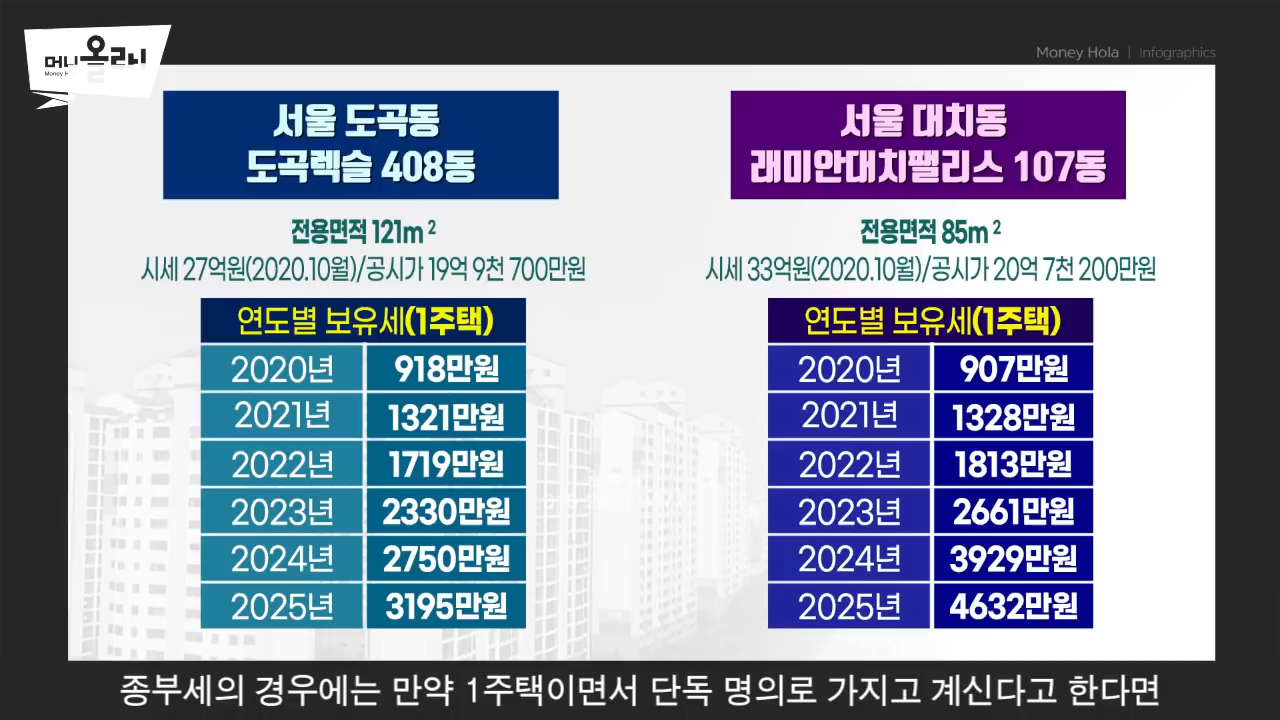 머니올라
Money H
Money Hola | Infographics
서울 도곡동
도곡렉슬 408동
전용면적 121m²
시세 27억원(2020.10월)/공시가 19억 9천 700만원
연도별 보유세(1주택)
2020년 918만원
2021년 1321만원
2022년 1719만원
2023년 2330만원
2024년 2750만원
2025년 3195만원
서울 대치동
래미안대치팰리스 107동
전용면적 85m²
시세 33억원(2020.10월)/공시가 20억 7천 200만원
연도별 보유세(1주택)
2020년 907만원
2021년 1328만원
2022년 1813만원
2023년 2661만원
2024년 3929만원
2025년 4632만원
종부세의 경우에는 만약 1주택이면서 단독 명의로 가지고 계신다고 한다면